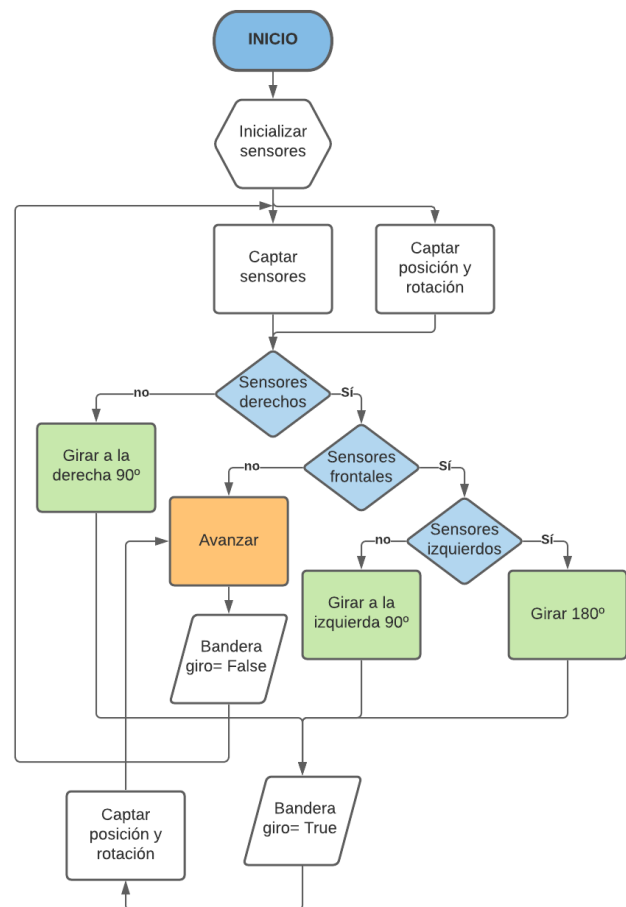 INICIO
Inicializar
sensores
Captar
sensores
Captar
posición y
rotación
Sensores
derechos
no
Sí
Girar a la
derecha 90º
Sensores
frontales
no
Sí
Avanzar
Sensores
izquierdos
no
Sí
Girar a la
izquierda 90º
Girar 180º
Bandera
giro= False
Captar
posición y
rotación
Bandera
giro= True